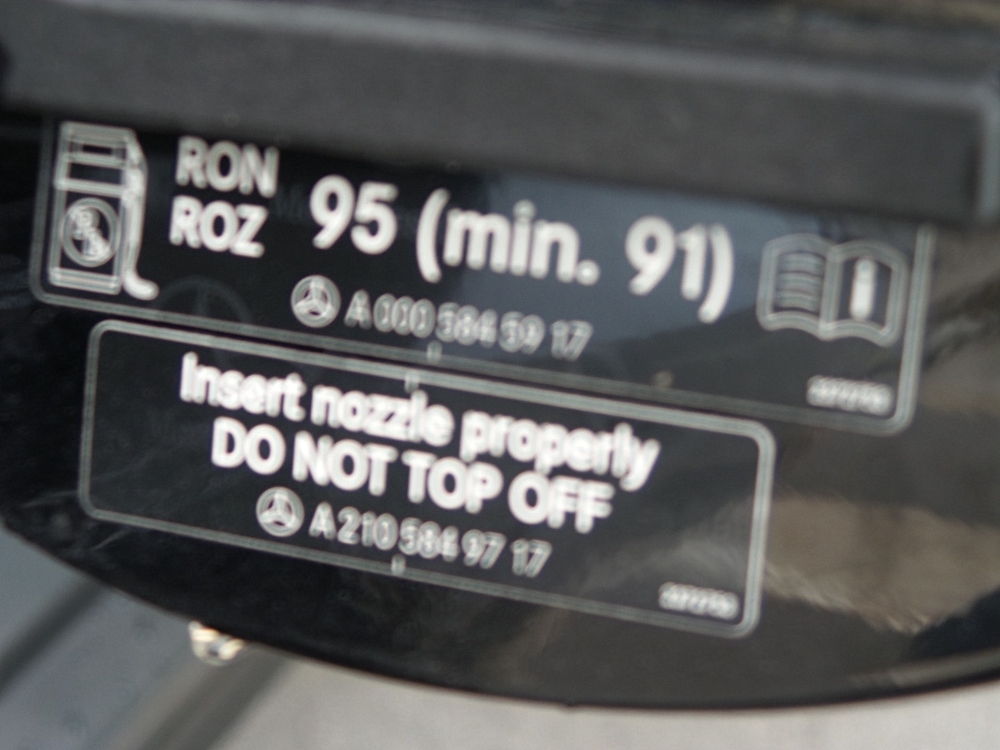 RON
ROZ
95 (min. 91)
A 000 584 59 17
Insert nozzle properly
DO NOT TOP OFF
A 210 584 97 17